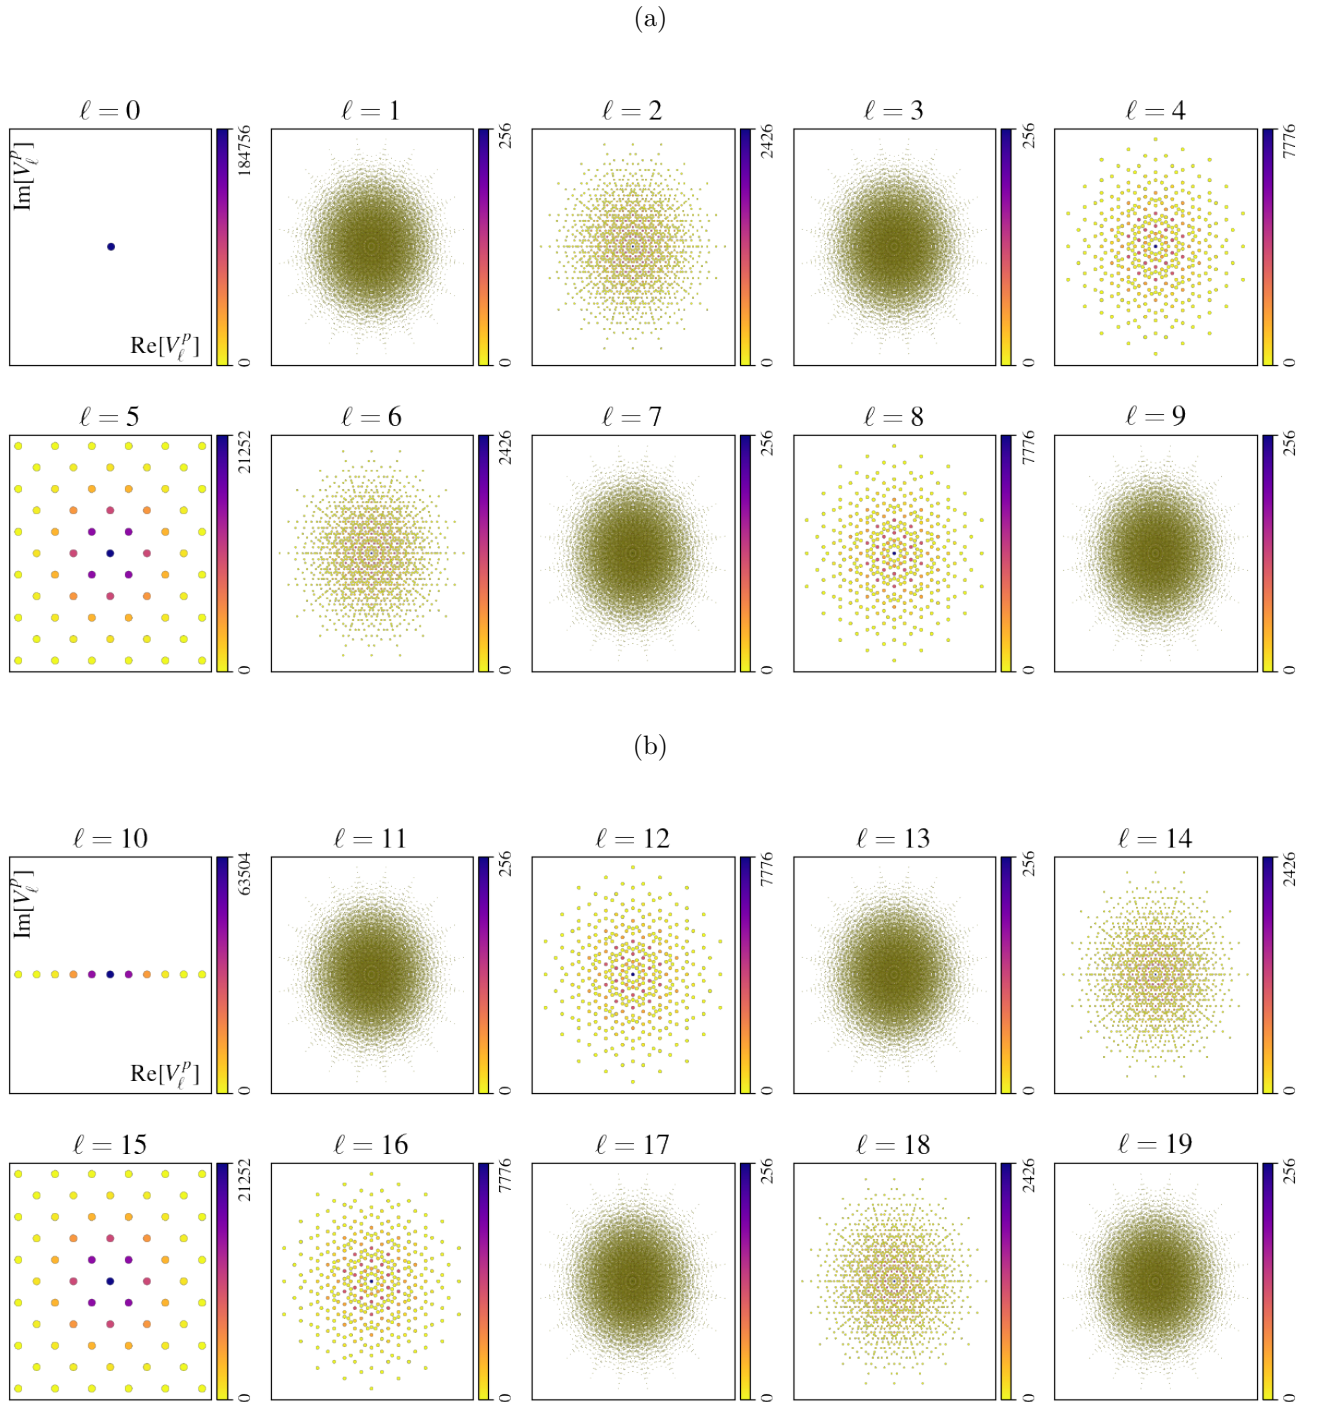 (a)
ℓ = 0
ℓ = 1
ℓ = 2
ℓ = 3
ℓ = 4
Im[V_ℓ^p]
Re[V_ℓ^p]
0 184756
0 256
0 2426
0 256
0 7776
ℓ = 5
ℓ = 6
ℓ = 7
ℓ = 8
ℓ = 9
0 21252
0 2426
0 256
0 7776
0 256
(b)
ℓ = 10
ℓ = 11
ℓ = 12
ℓ = 13
ℓ = 14
Im[V_ℓ^p]
Re[V_ℓ^p]
0 63504
0 256
0 7776
0 256
0 2426
ℓ = 15
ℓ = 16
ℓ = 17
ℓ = 18
ℓ = 19
0 21252
0 7776
0 256
0 2426
0 256